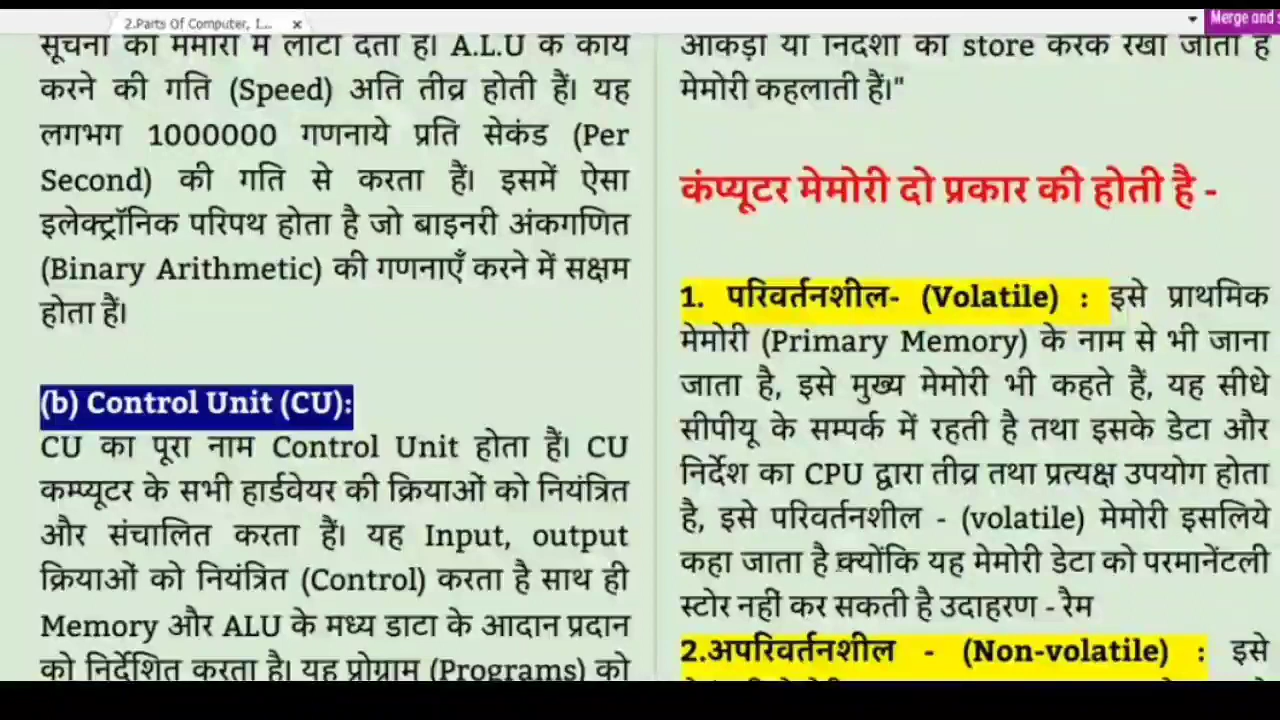 2.Parts Of Computer, I... ×
Merge and s
सूचना को मेमोरी में लौटा देता है। A.L.U के कार्य
करने की गति (Speed) अति तीव्र होती हैं। यह
लगभग 1000000 गणनाये प्रति सेकंड (Per
Second) की गति से करता हैं। इसमें ऐसा
इलेक्ट्रॉनिक परिपथ होता है जो बाइनरी अंकगणित
(Binary Arithmetic) की गणनाएँ करने में सक्षम
होता हैं।
(b) Control Unit (CU):
CU का पूरा नाम Control Unit होता हैं। CU
कम्प्यूटर के सभी हार्डवेयर की क्रियाओं को नियंत्रित
और संचालित करता हैं। यह Input, output
क्रियाओं को नियंत्रित (Control) करता है साथ ही
Memory और ALU के मध्य डाटा के आदान प्रदान
को निर्देशित करता है। यह प्रोग्राम (Programs) को
आंकड़ों या निर्देशों को store करके रखा जाता है
मेमोरी कहलाती हैं।"
कंप्यूटर मेमोरी दो प्रकार की होती है -
1. परिवर्तनशील- (Volatile) : इसे प्राथमिक
मेमोरी (Primary Memory) के नाम से भी जाना
जाता है, इसे मुख्य मेमोरी भी कहते हैं, यह सीधे
सीपीयू के सम्पर्क में रहती है तथा इसके डेटा और
निर्देश का CPU द्वारा तीव्र तथा प्रत्यक्ष उपयोग होता
है, इसे परिवर्तनशील - (volatile) मेमोरी इसलिये
कहा जाता है क्योंकि यह मेमोरी डेटा को परमानेंटली
स्टोर नहीं कर सकती है उदाहरण - रैम
2.अपरिवर्तनशील - (Non-volatile) : इसे